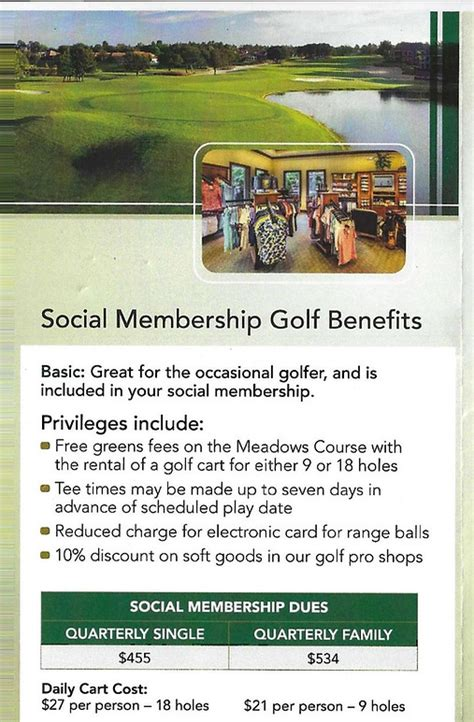 Social Membership Golf Benefits
Basic: Great for the occasional golfer, and is
included in your social membership.
Privileges include:
Free greens fees on the Meadows Course with
the rental of a golf cart for either 9 or 18 holes
Tee times may be made up to seven days in
advance of scheduled play date
Reduced charge for electronic card for range balls
10% discount on soft goods in our golf pro shops
SOCIAL MEMBERSHIP DUES
QUARTERLY SINGLE QUARTERLY FAMILY
$455 $534
Daily Cart Cost:
$27 per person – 18 holes $21 per person – 9 holes